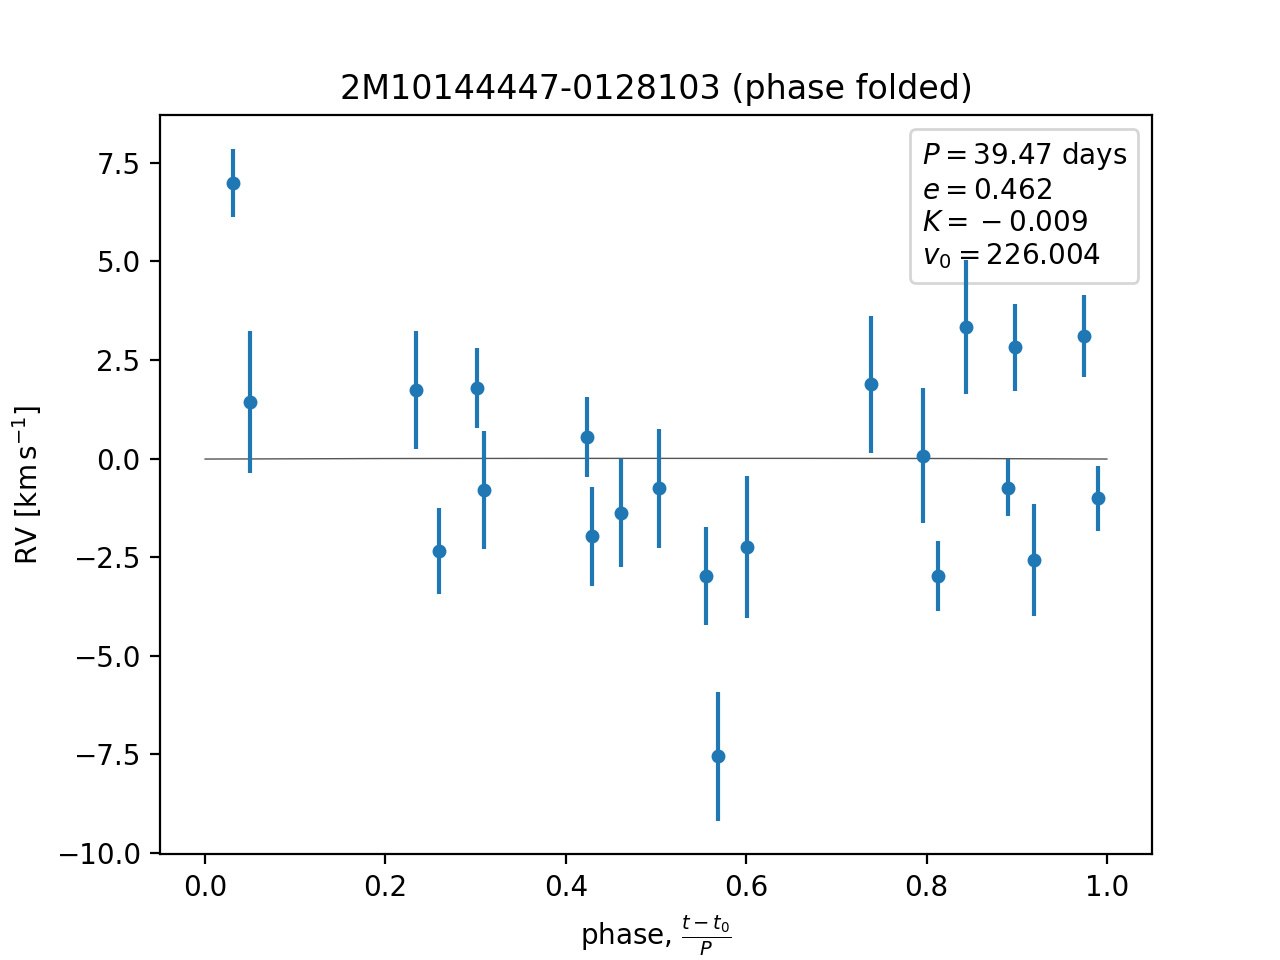 2M10144447-0128103 (phase folded)
P = 39.47 days
e = 0.462
K = −0.009
v₀ = 226.004
7.5
5.0
2.5
0.0
−2.5
−5.0
−7.5
−10.0
RV [km s⁻¹]
0.0 0.2 0.4 0.6 0.8 1.0
phase, (t − t₀)/P